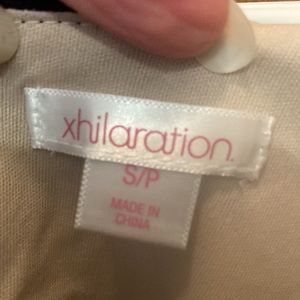 xhilaration.
S/P
MADE IN
CHINA